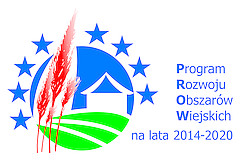 Program
Rozwoju
Obszarów
Wiejskich
na lata 2014-2020